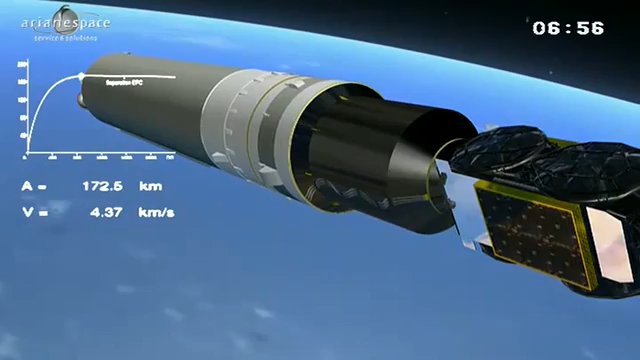 arianespace
service & solutions
06:56
Separation EPC
A = 172.5 km
V = 4.37 km/s